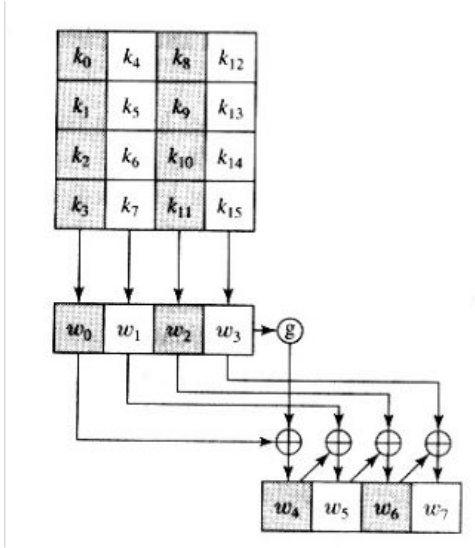 k₀ k₄ k₈ k₁₂
k₁ k₅ k₉ k₁₃
k₂ k₆ k₁₀ k₁₄
k₃ k₇ k₁₁ k₁₅
w₀ w₁ w₂ w₃ g
w₄ w₅ w₆ w₇